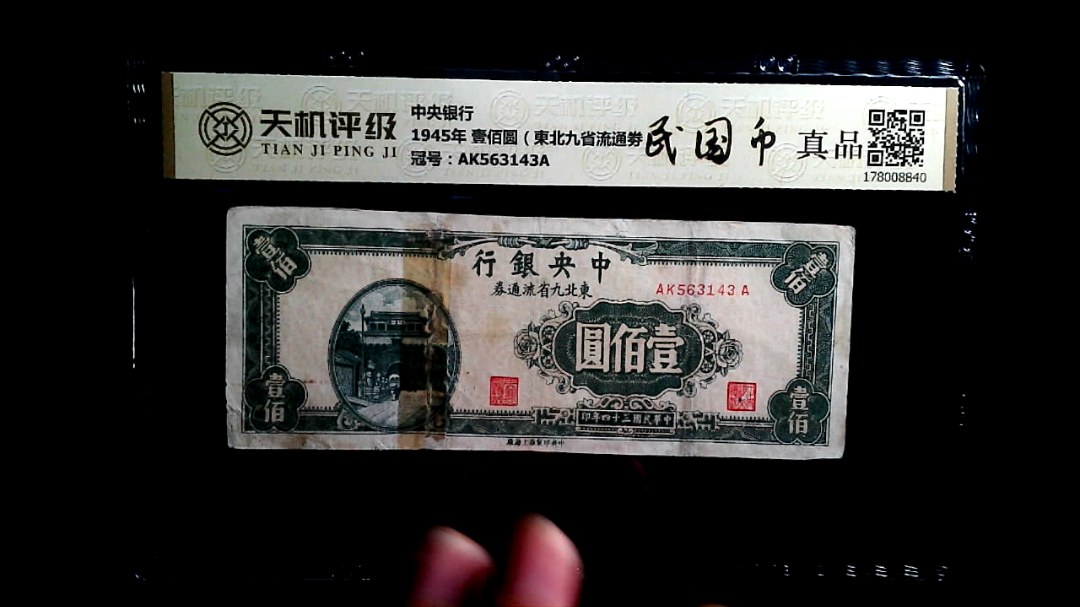 天机评级
TIAN JI PING JI
中央银行
1945年 壹佰圆（東北九省流通券
冠号：AK563143A
民国币
真品
178008840
壹佰
壹佰
行銀央中
券通流省九北東
AK563143A
圓佰壹
壹佰
壹佰
印年四十三國民華中